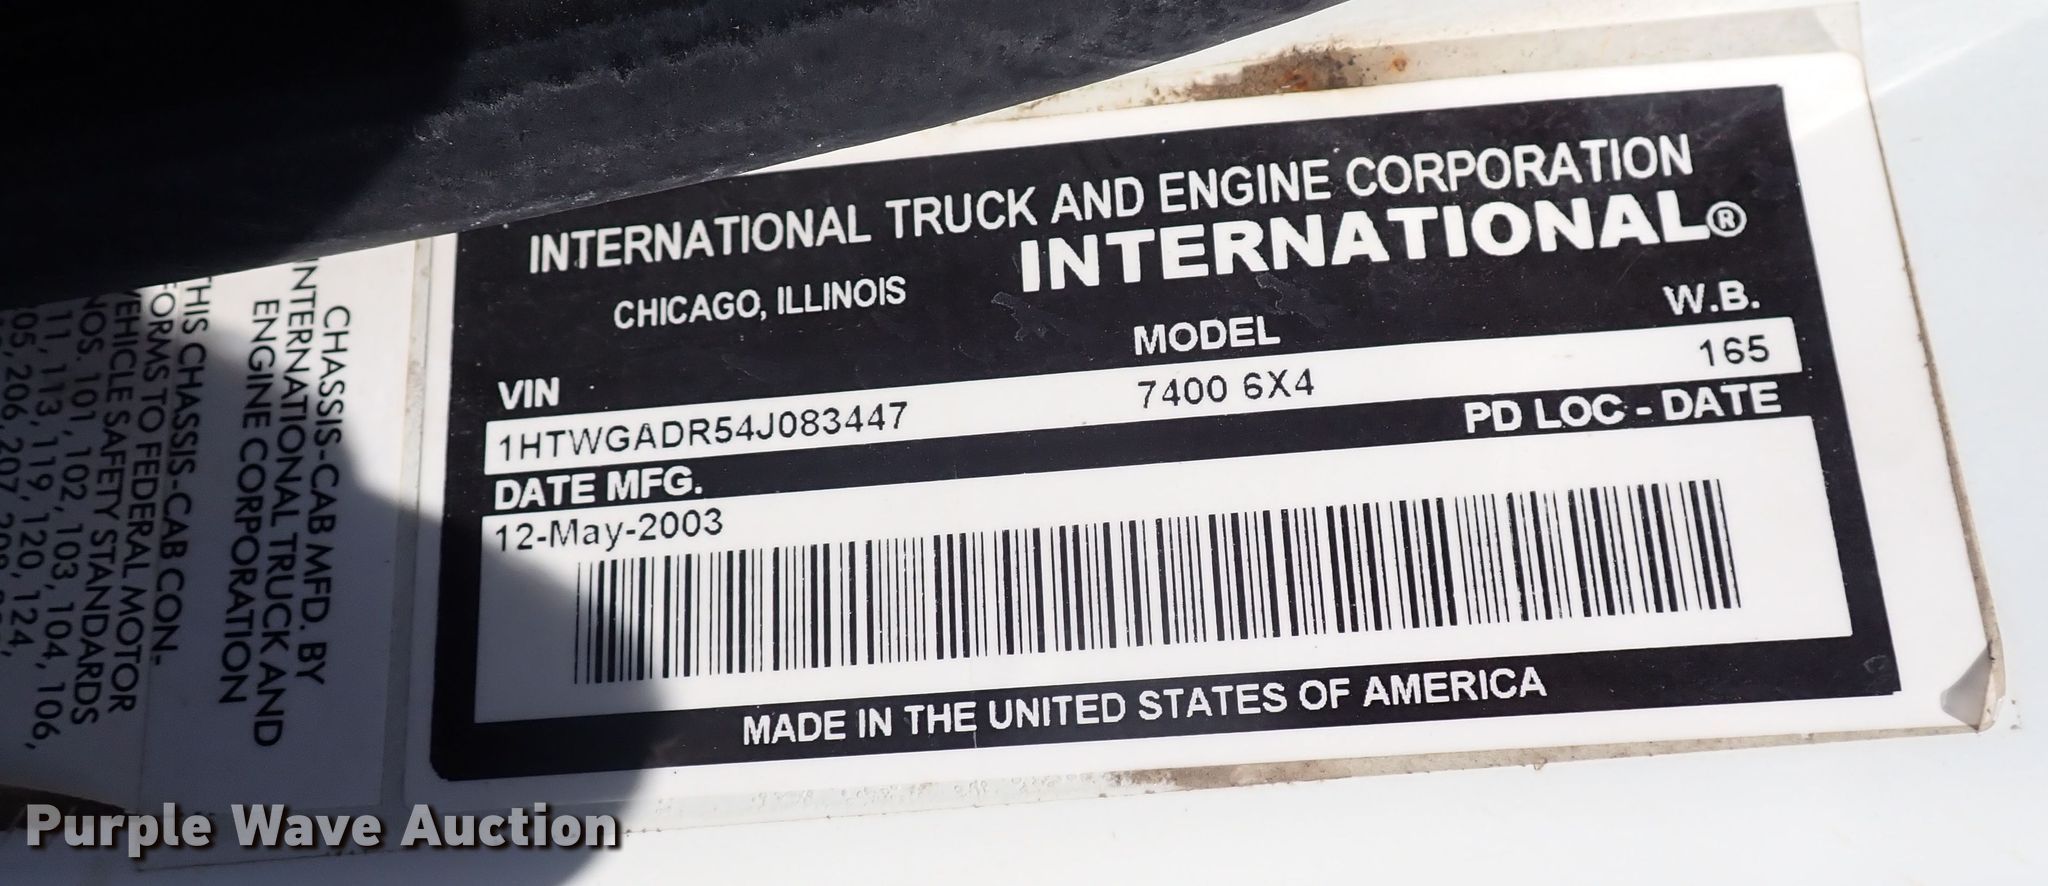 INTERNATIONAL TRUCK AND ENGINE CORPORATION
CHICAGO, ILLINOIS
INTERNATIONAL®
VIN
MODEL
W.B.
1HTWGADR54J083447
7400 6X4
165
DATE MFG.
PD LOC - DATE
12-May-2003
MADE IN THE UNITED STATES OF AMERICA
CHASSIS-CAB MFD. BY
INTERNATIONAL TRUCK AND
ENGINE CORPORATION
THIS CHASSIS-CAB CON-
FORMS TO FEDERAL MOTOR
VEHICLE SAFETY STANDARDS
NOS. 101, 102, 103, 104, 106,
113, 119, 120, 124,
206, 207,
Purple Wave Auction